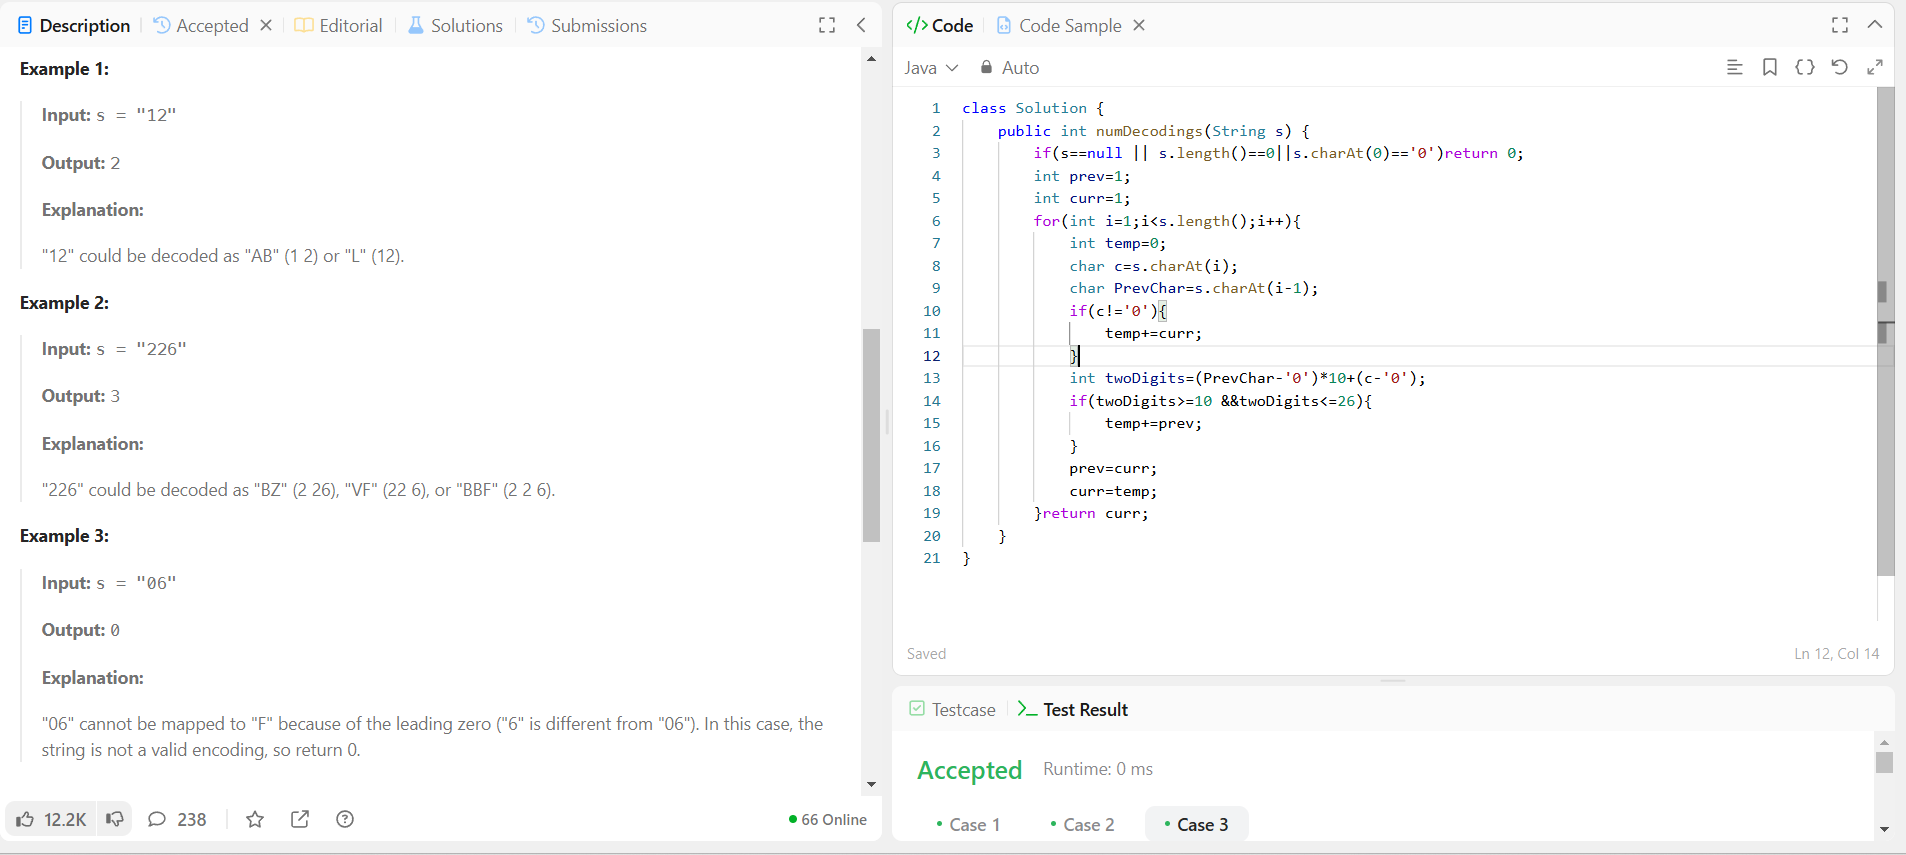 Description Accepted Editorial Solutions Submissions
Example 1:
Input: s = "12"
Output: 2
Explanation:
"12" could be decoded as "AB" (1 2) or "L" (12).
Example 2:
Input: s = "226"
Output: 3
Explanation:
"226" could be decoded as "BZ" (2 26), "VF" (22 6), or "BBF" (2 2 6).
Example 3:
Input: s = "06"
Output: 0
Explanation:
"06" cannot be mapped to "F" because of the leading zero ("6" is different from "06"). In this case, the
string is not a valid encoding, so return 0.
12.2K 238 66 Online
</> Code Code Sample
Java Auto
1 class Solution {
2     public int numDecodings(String s) {
3         if(s==null || s.length()==0||s.charAt(0)=='0')return 0;
4         int prev=1;
5         int curr=1;
6         for(int i=1;i<s.length();i++){
7             int temp=0;
8             char c=s.charAt(i);
9             char PrevChar=s.charAt(i-1);
10             if(c!='0'){
11                 temp+=curr;
12             }
13             int twoDigits=(PrevChar-'0')*10+(c-'0');
14             if(twoDigits>=10 &&twoDigits<=26){
15                 temp+=prev;
16             }
17             prev=curr;
18             curr=temp;
19         }return curr;
20     }
21 }
Saved Ln 12, Col 14
Testcase >_ Test Result
Accepted Runtime: 0 ms
• Case 1 • Case 2 • Case 3